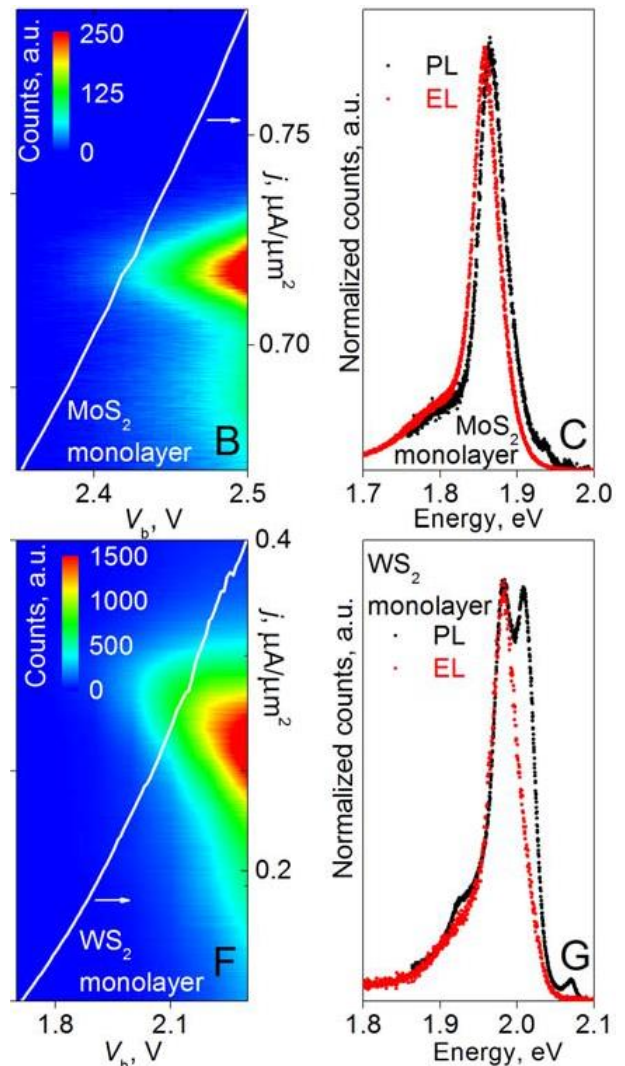 Counts, a.u.
250
125
0
0.75
j, µA/µm²
0.70
MoS₂
monolayer
B
2.4
2.5
V_b, V
Normalized counts, a.u.
PL
EL
MoS₂
monolayer
C
1.7
1.8
1.9
2.0
Energy, eV
Counts, a.u.
1500
1000
500
0
0.4
j, µA/µm²
0.2
WS₂
monolayer
F
1.8
2.1
V_b, V
Normalized counts, a.u.
WS₂
monolayer
PL
EL
G
1.8
1.9
2.0
2.1
Energy, eV